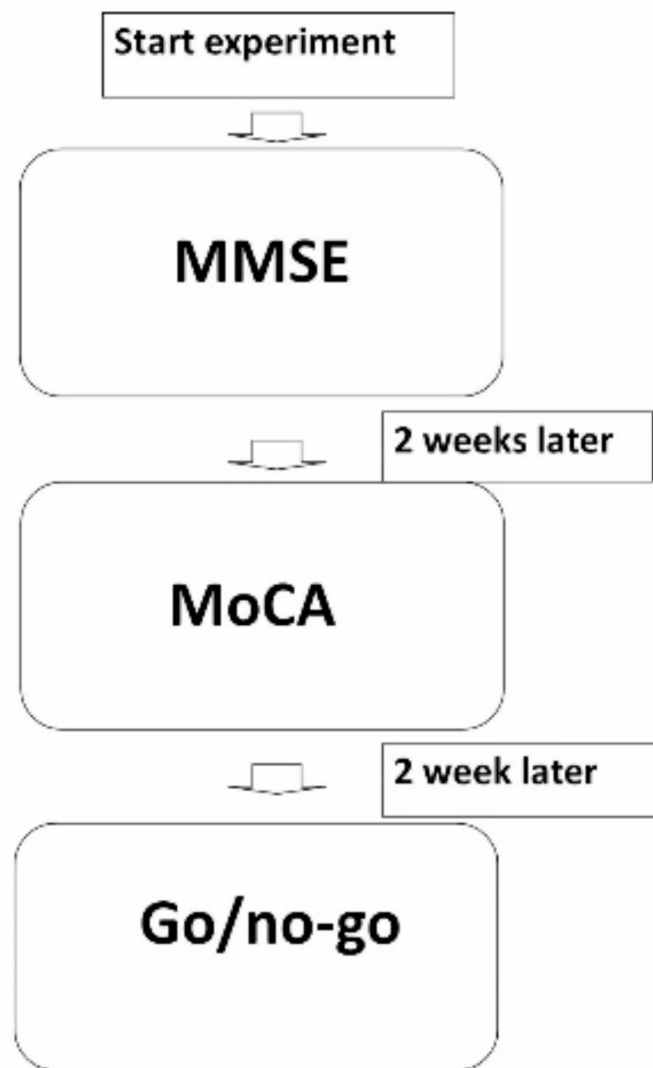 Start experiment
MMSE
2 weeks later
MoCA
2 week later
Go/no-go